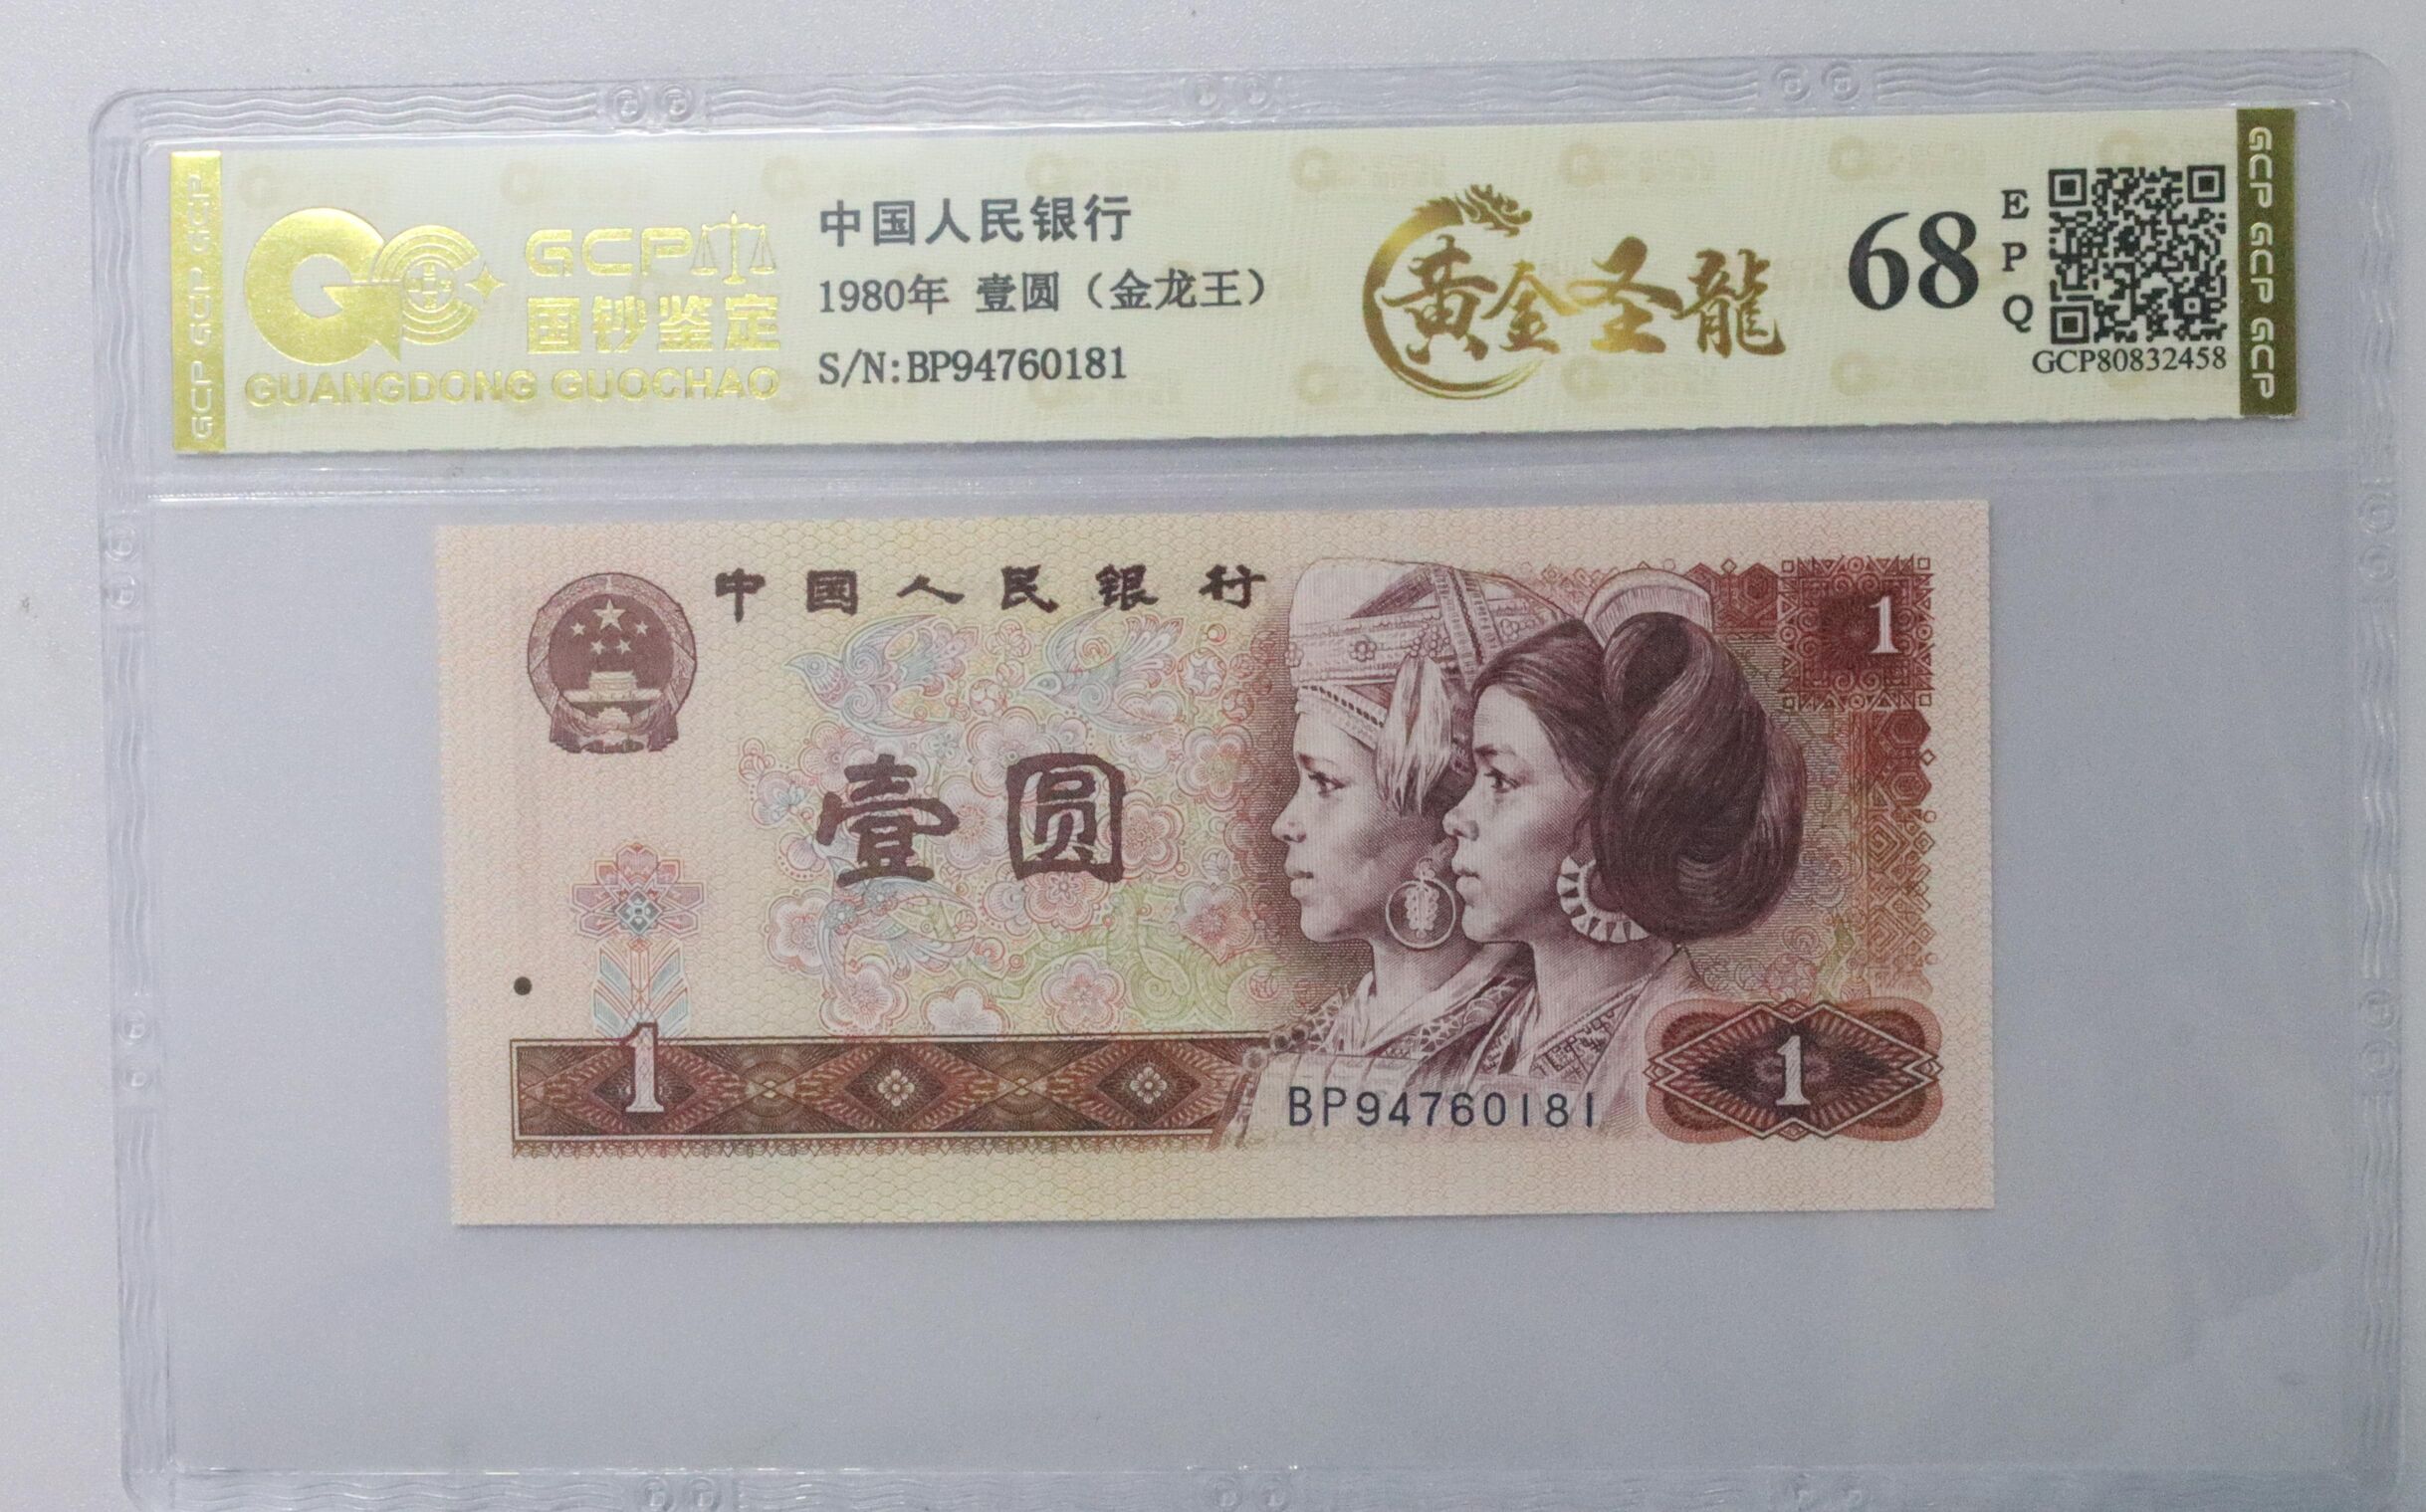 GCP GCP GCP
GCP
国钞鉴定
GUANGDONG GUOCHAO
中国人民银行
1980年 壹圆（金龙王）
S/N:BP94760181
黄金圣龍
68
E
P
Q
GCP80832458
GCP GCP GCP
中国人民银行
1
壹圆
1
1
BP94760181